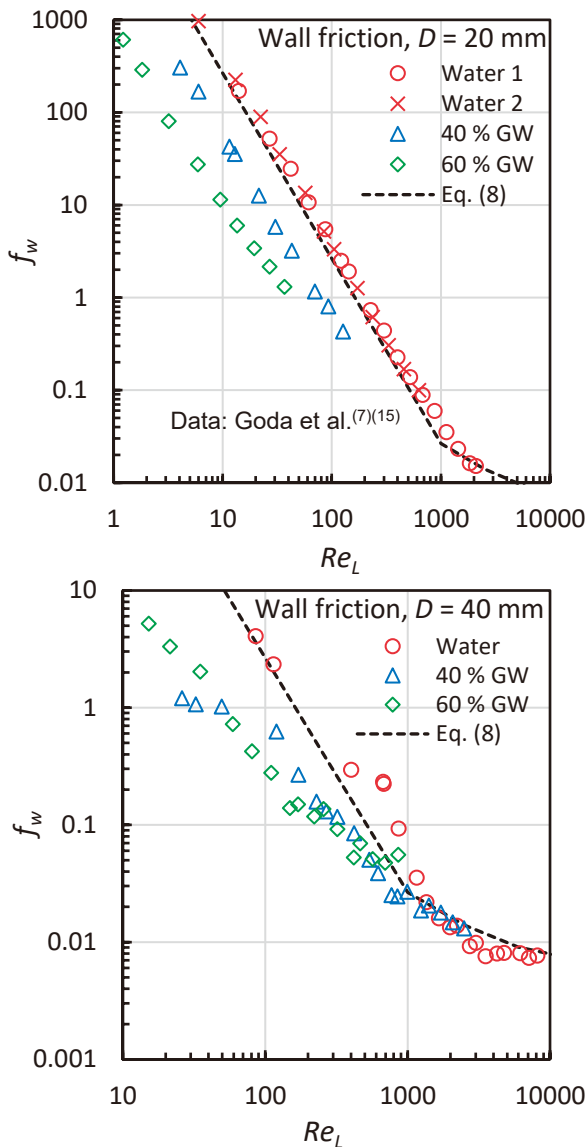 Wall friction, D = 20 mm
Water 1
Water 2
40 % GW
60 % GW
Eq. (8)
Data: Goda et al.(7)(15)
1000
100
10
1
0.1
0.01
f_w
1
10
100
1000
10000
Re_L
Wall friction, D = 40 mm
Water
40 % GW
60 % GW
Eq. (8)
10
1
0.1
0.01
0.001
f_w
10
100
1000
10000
Re_L